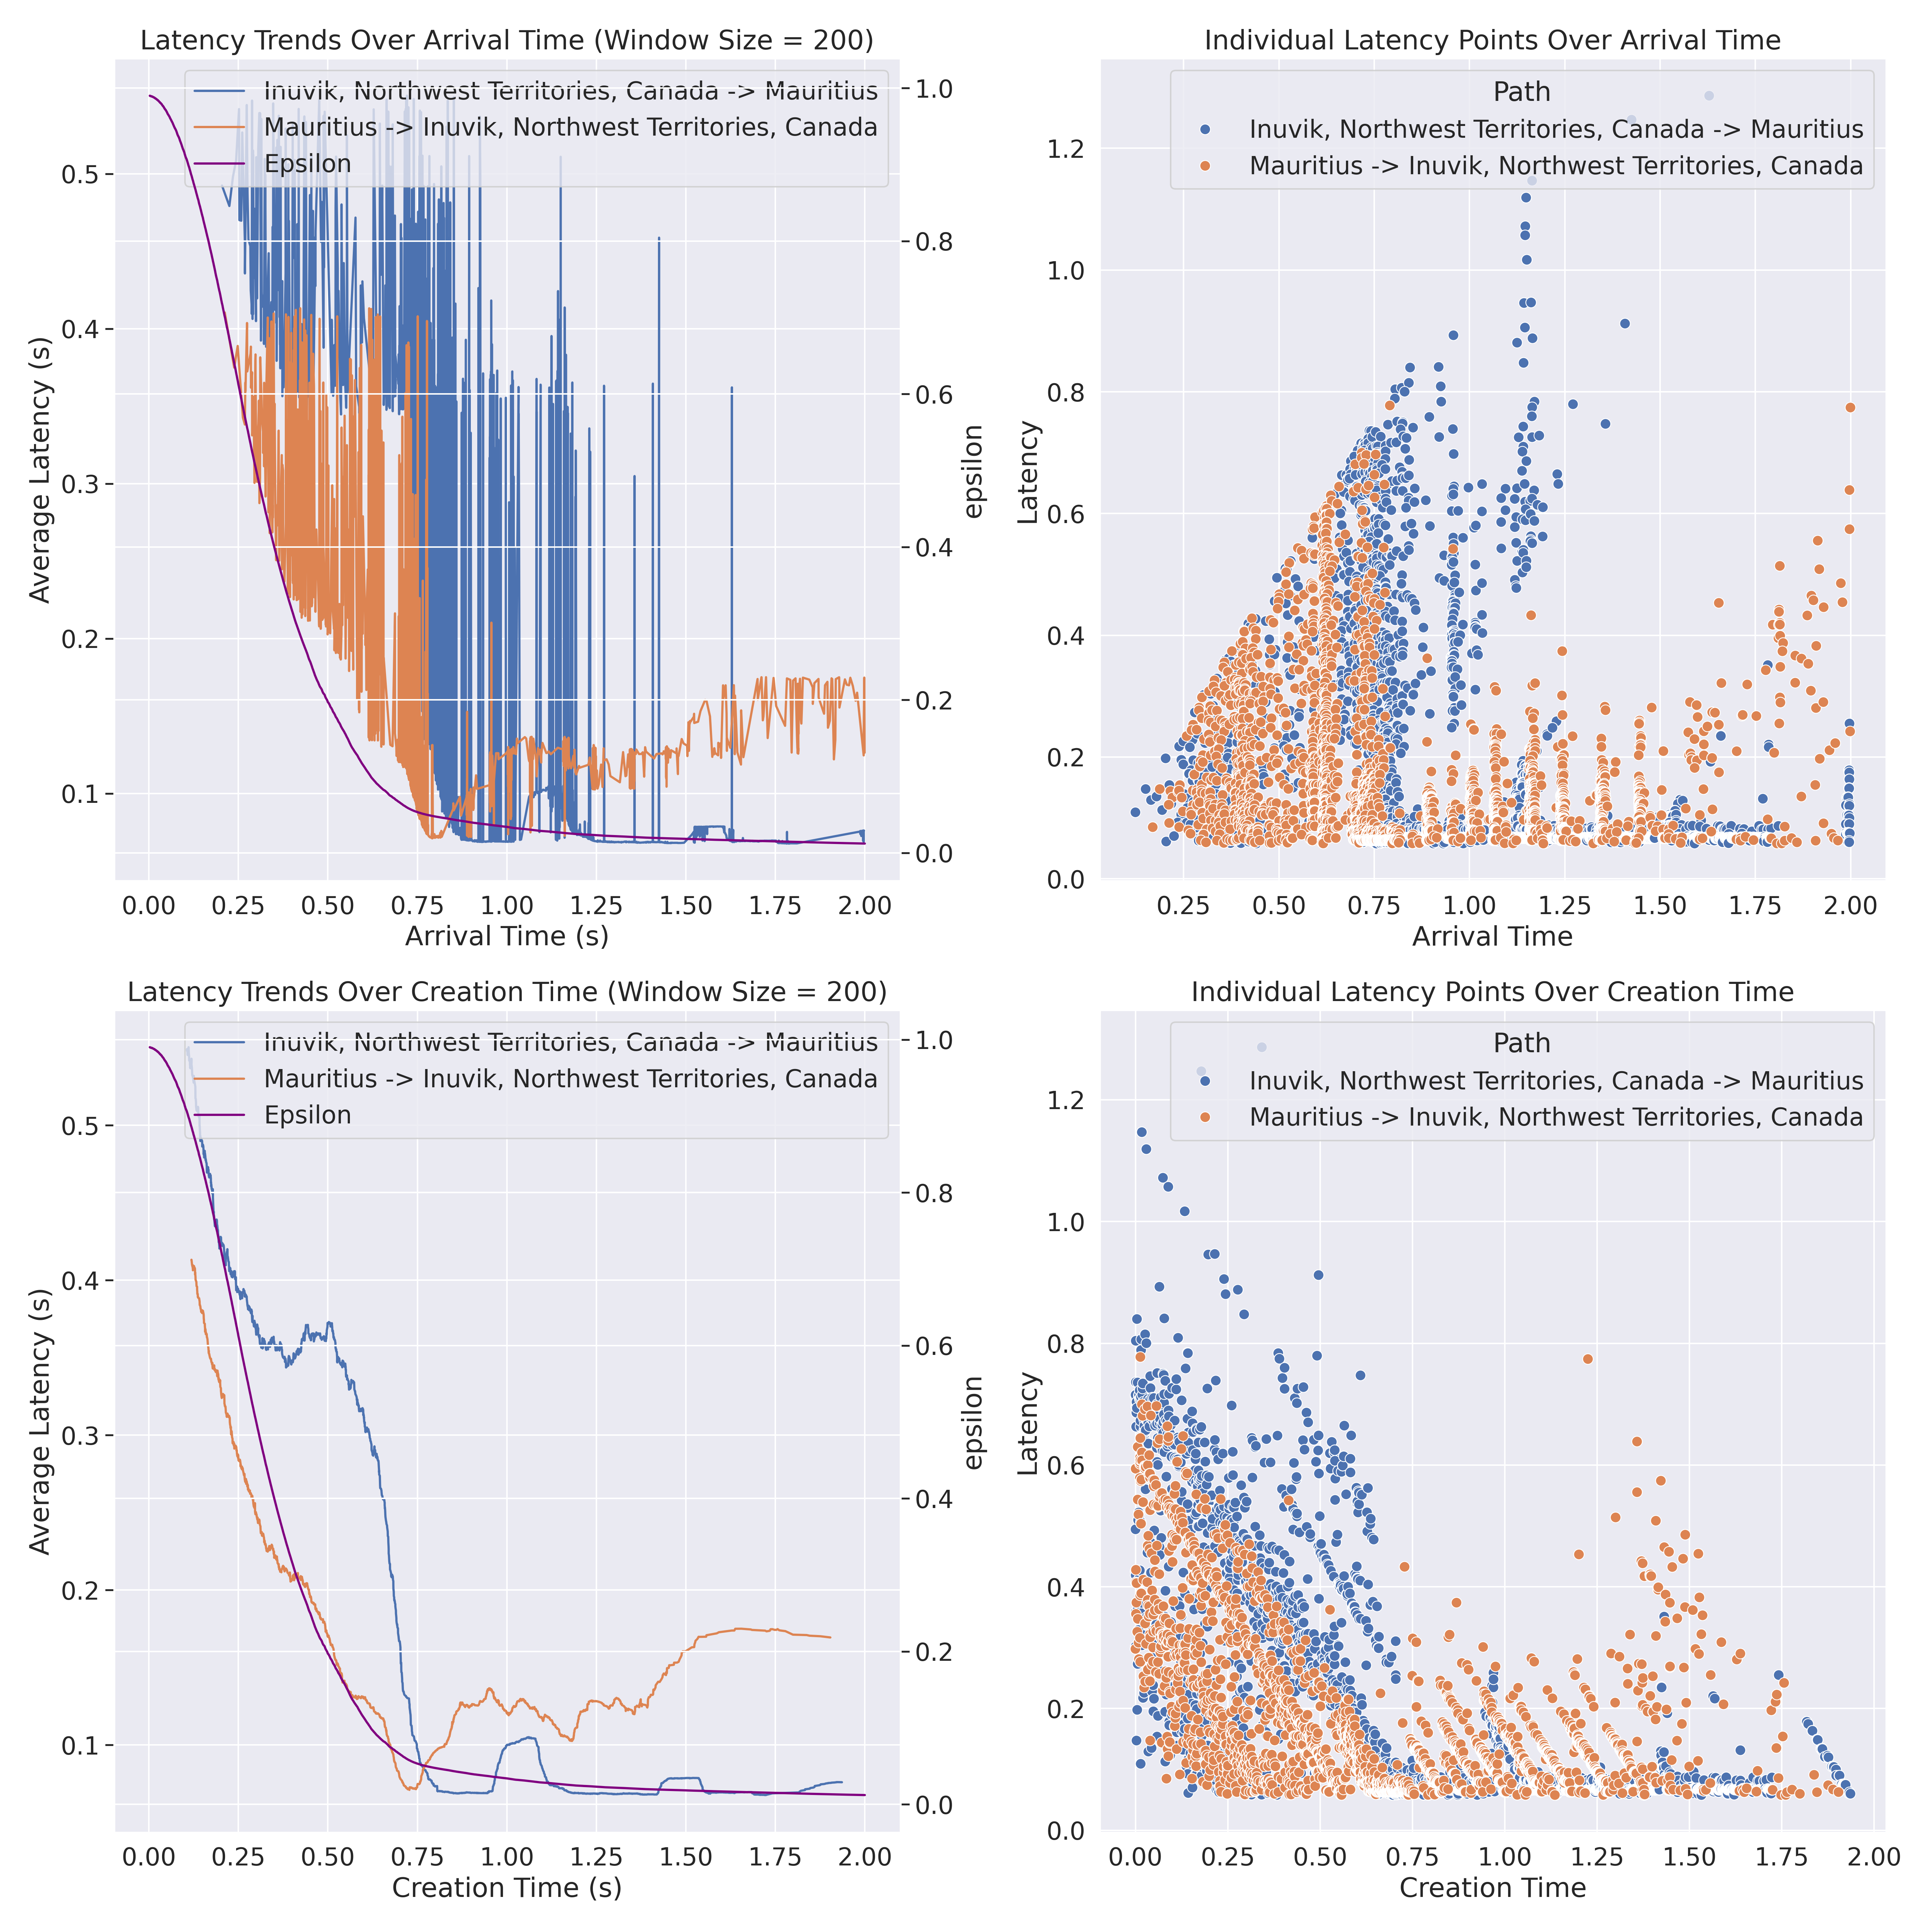 Latency Trends Over Arrival Time (Window Size = 200)
Inuvik, Northwest Territories, Canada -> Mauritius
Mauritius -> Inuvik, Northwest Territories, Canada
Epsilon
0.5
0.4
0.3
0.2
0.1
Average Latency (s)
1.0
0.8
0.6
0.4
0.2
0.0
epsilon
0.00 0.25 0.50 0.75 1.00 1.25 1.50 1.75 2.00
Arrival Time (s)
Individual Latency Points Over Arrival Time
Path
Inuvik, Northwest Territories, Canada -> Mauritius
Mauritius -> Inuvik, Northwest Territories, Canada
1.2
1.0
0.8
0.6
0.4
0.2
0.0
Latency
0.25 0.50 0.75 1.00 1.25 1.50 1.75 2.00
Arrival Time
Latency Trends Over Creation Time (Window Size = 200)
Inuvik, Northwest Territories, Canada -> Mauritius
Mauritius -> Inuvik, Northwest Territories, Canada
Epsilon
0.5
0.4
0.3
0.2
0.1
Average Latency (s)
1.0
0.8
0.6
0.4
0.2
0.0
epsilon
0.00 0.25 0.50 0.75 1.00 1.25 1.50 1.75 2.00
Creation Time (s)
Individual Latency Points Over Creation Time
Path
Inuvik, Northwest Territories, Canada -> Mauritius
Mauritius -> Inuvik, Northwest Territories, Canada
1.2
1.0
0.8
0.6
0.4
0.2
0.0
Latency
0.00 0.25 0.50 0.75 1.00 1.25 1.50 1.75 2.00
Creation Time